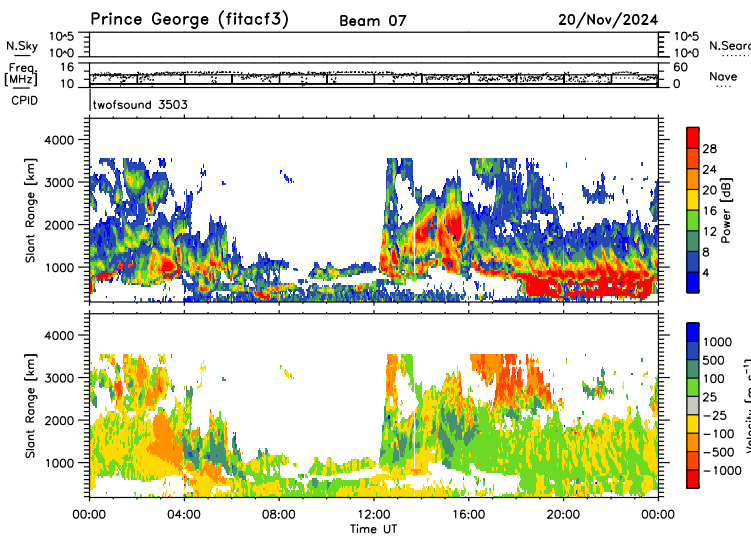 Prince George (fitacf3) Beam 07 20/Nov/2024
N.Sky 10^5 10^0 10^5 10^0 N.Sear
Freq. [MHz] 16 10 60 0 Nave
CPID twofsound 3503
Slant Range [km] 4000 3000 2000 1000
28 24 20 16 12 8 4 Power [dB]
Slant Range [km] 4000 3000 2000 1000
1000 500 100 25 -25 -100 -500 -1000 Velocity [m s^-1]
00:00 04:00 08:00 12:00 16:00 20:00 00:00
Time UT